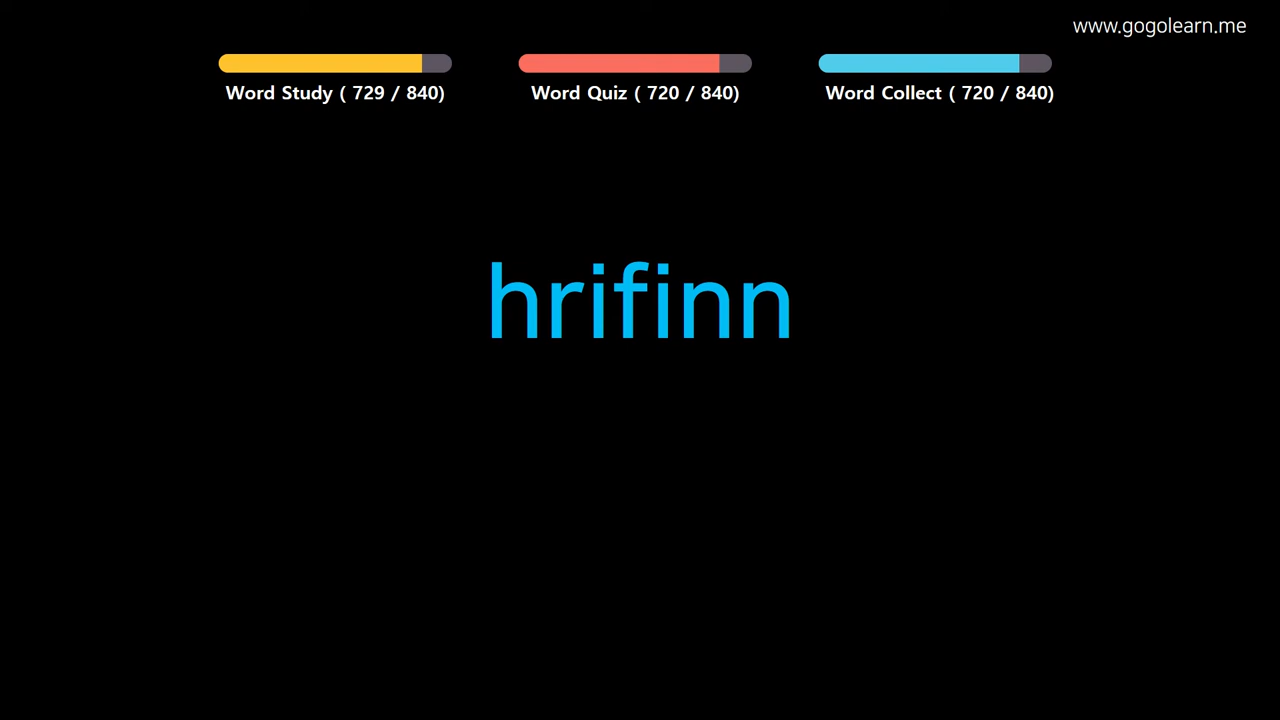 www.gogolearn.me
Word Study ( 729 / 840)
Word Quiz ( 720 / 840)
Word Collect ( 720 / 840)
hrifinn